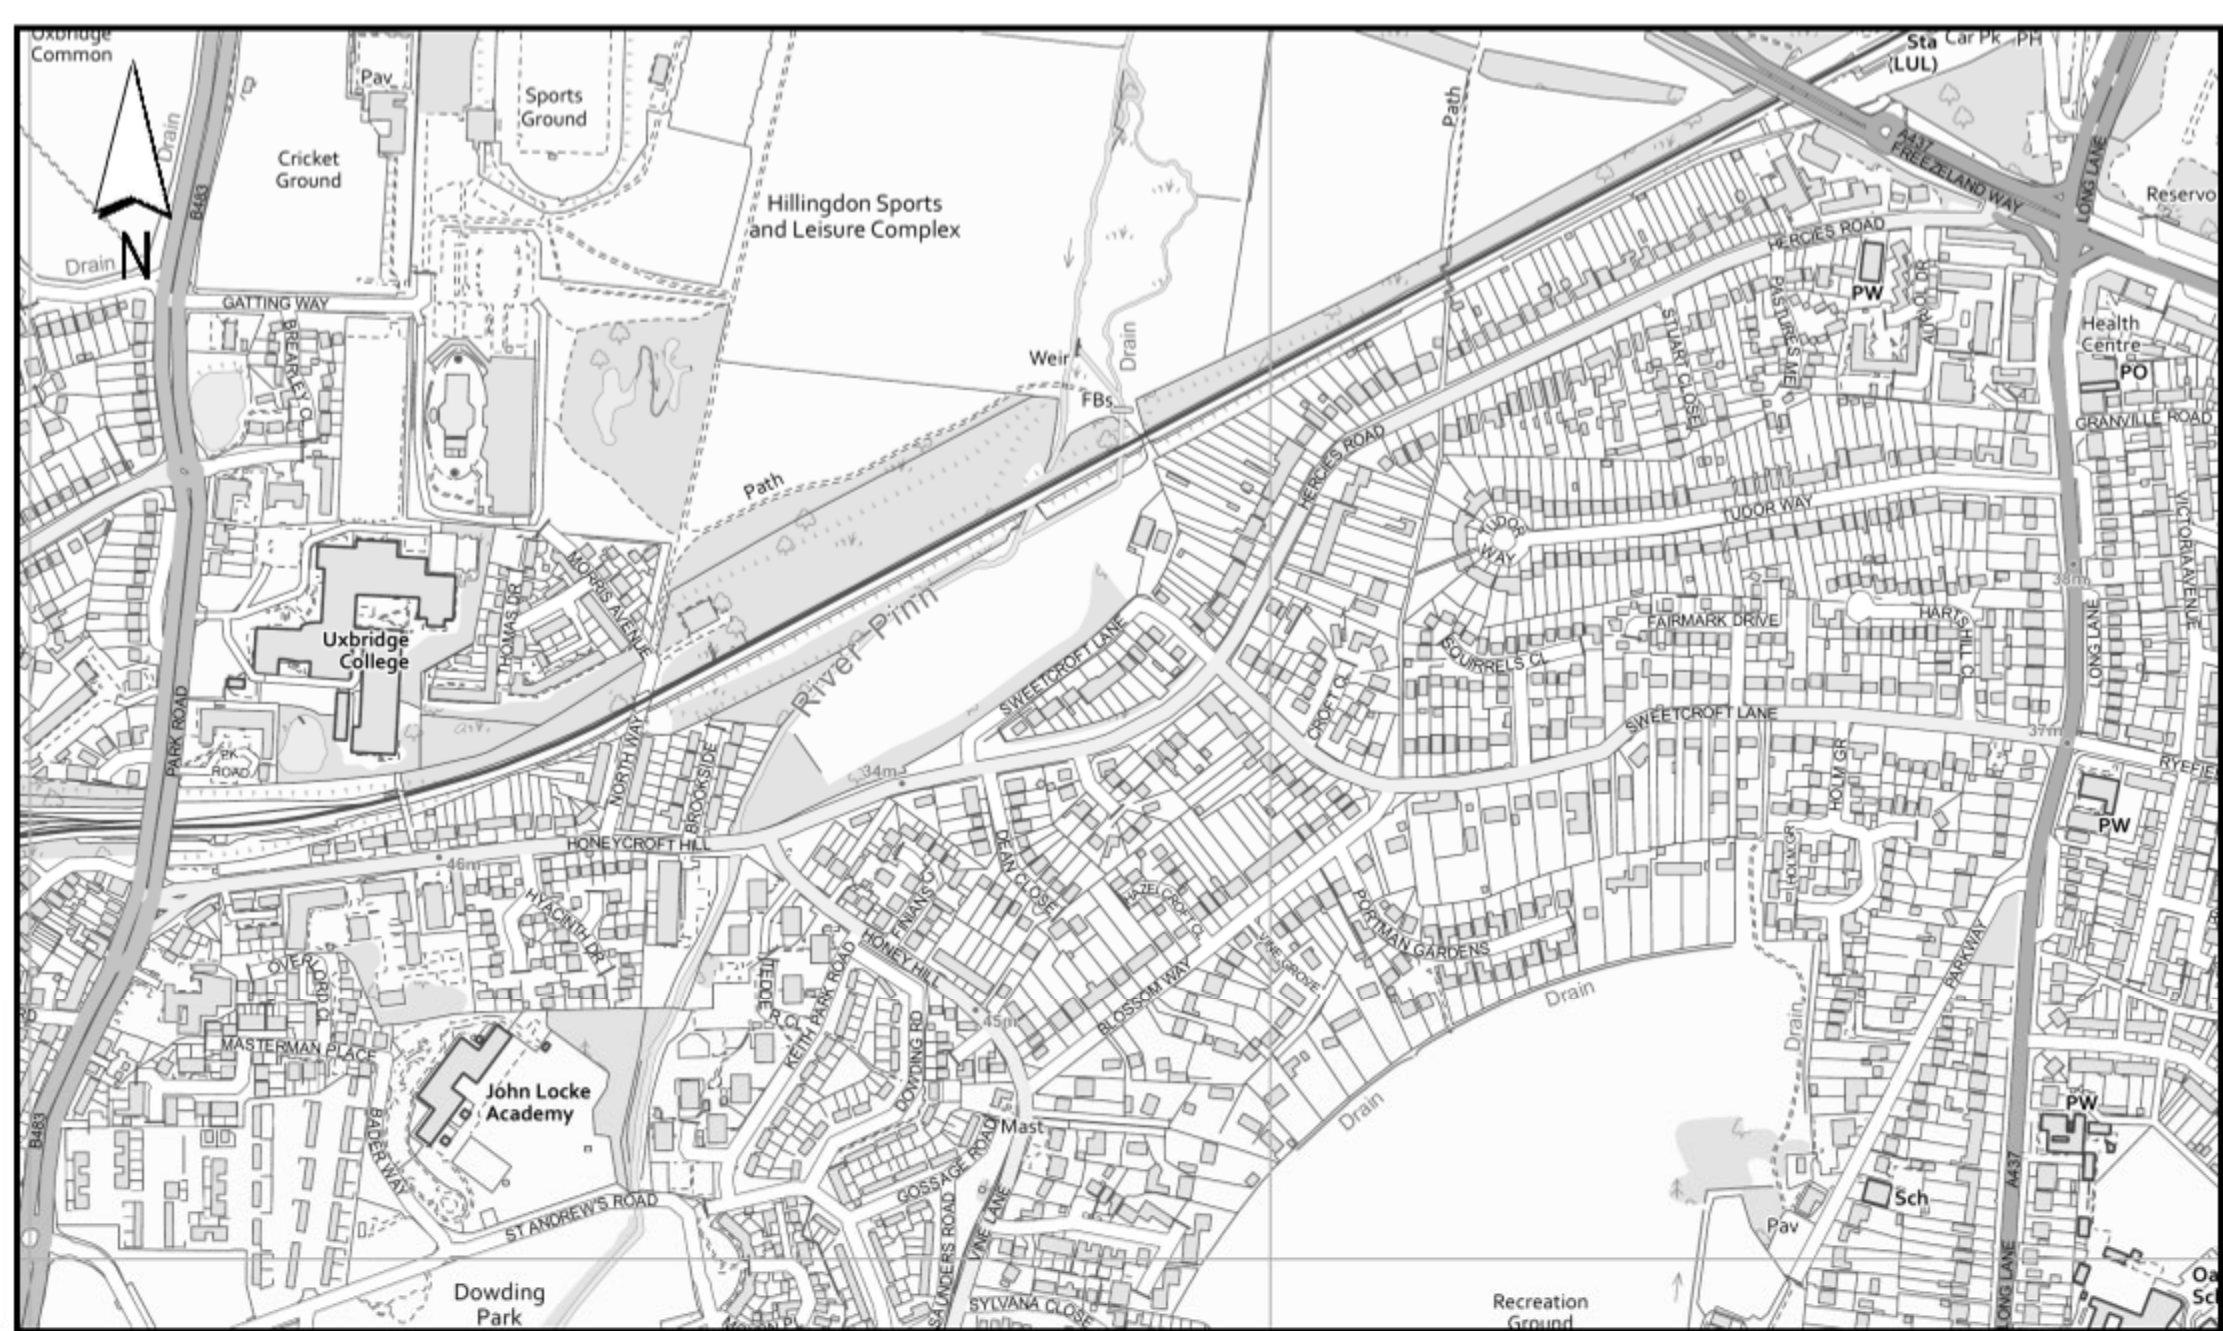 Uxbridge
Common
Drain
B483
Drain
N
Pav
Cricket
Ground
Sports
Ground
Hillingdon Sports
and Leisure Complex
Path
Sta
(LUL)
Car Pk
PH
A437
FREEZELAND WAY
LONG LANE
Reservo
GATTING WAY
BREARLEY C
Weir
Drain
FBs
Path
HERCIES ROAD
PW
AURIOL DR
PASTURES ME
STUART CLOSE
Health
Centre
PO
GRANVILLE ROAD
VICTORIA AVENUE
HERCIES ROAD
TUDOR
WAY
TUDOR WAY
38m
Uxbridge
College
THOMAS DR
MORRIS AVENUE
River Pinn
SWEETCROFT LANE
CROFT CL
SQUIRRELS CL
FAIRMARK DRIVE
HARTS HILL C
LONG LANE
SWEETCROFT LANE
37m
RYEFIE
PARK ROAD
PK
ROAD
NORTH WAY
BROOKSIDE
34m
HOLM GR
HOLM GR
PW
HONEYCROFT HILL
46m
HYACINTH DR
DEAN CLOSE
HAZELCROFT CL
FINIANS C
HONEY HILL
VINE GROVE
PORTMAN GARDENS
BLOSSOM WAY
Drain
Drain
Drain
PARKWAY
OVERLORD C
RD
MASTERMAN PLACE
KEITH PARK ROAD
DOWDING RD
45m
John Locke
Academy
BADER WAY
B483
Mast
GOSSAGE ROAD
SAUNDERS ROAD
VINE LANE
ST ANDREW'S ROAD
Dowding
Park
SYLVANA CLOSE
Recreation
Ground
Pav
Sch
A437
LONG LANE
PW
Oa
Sc